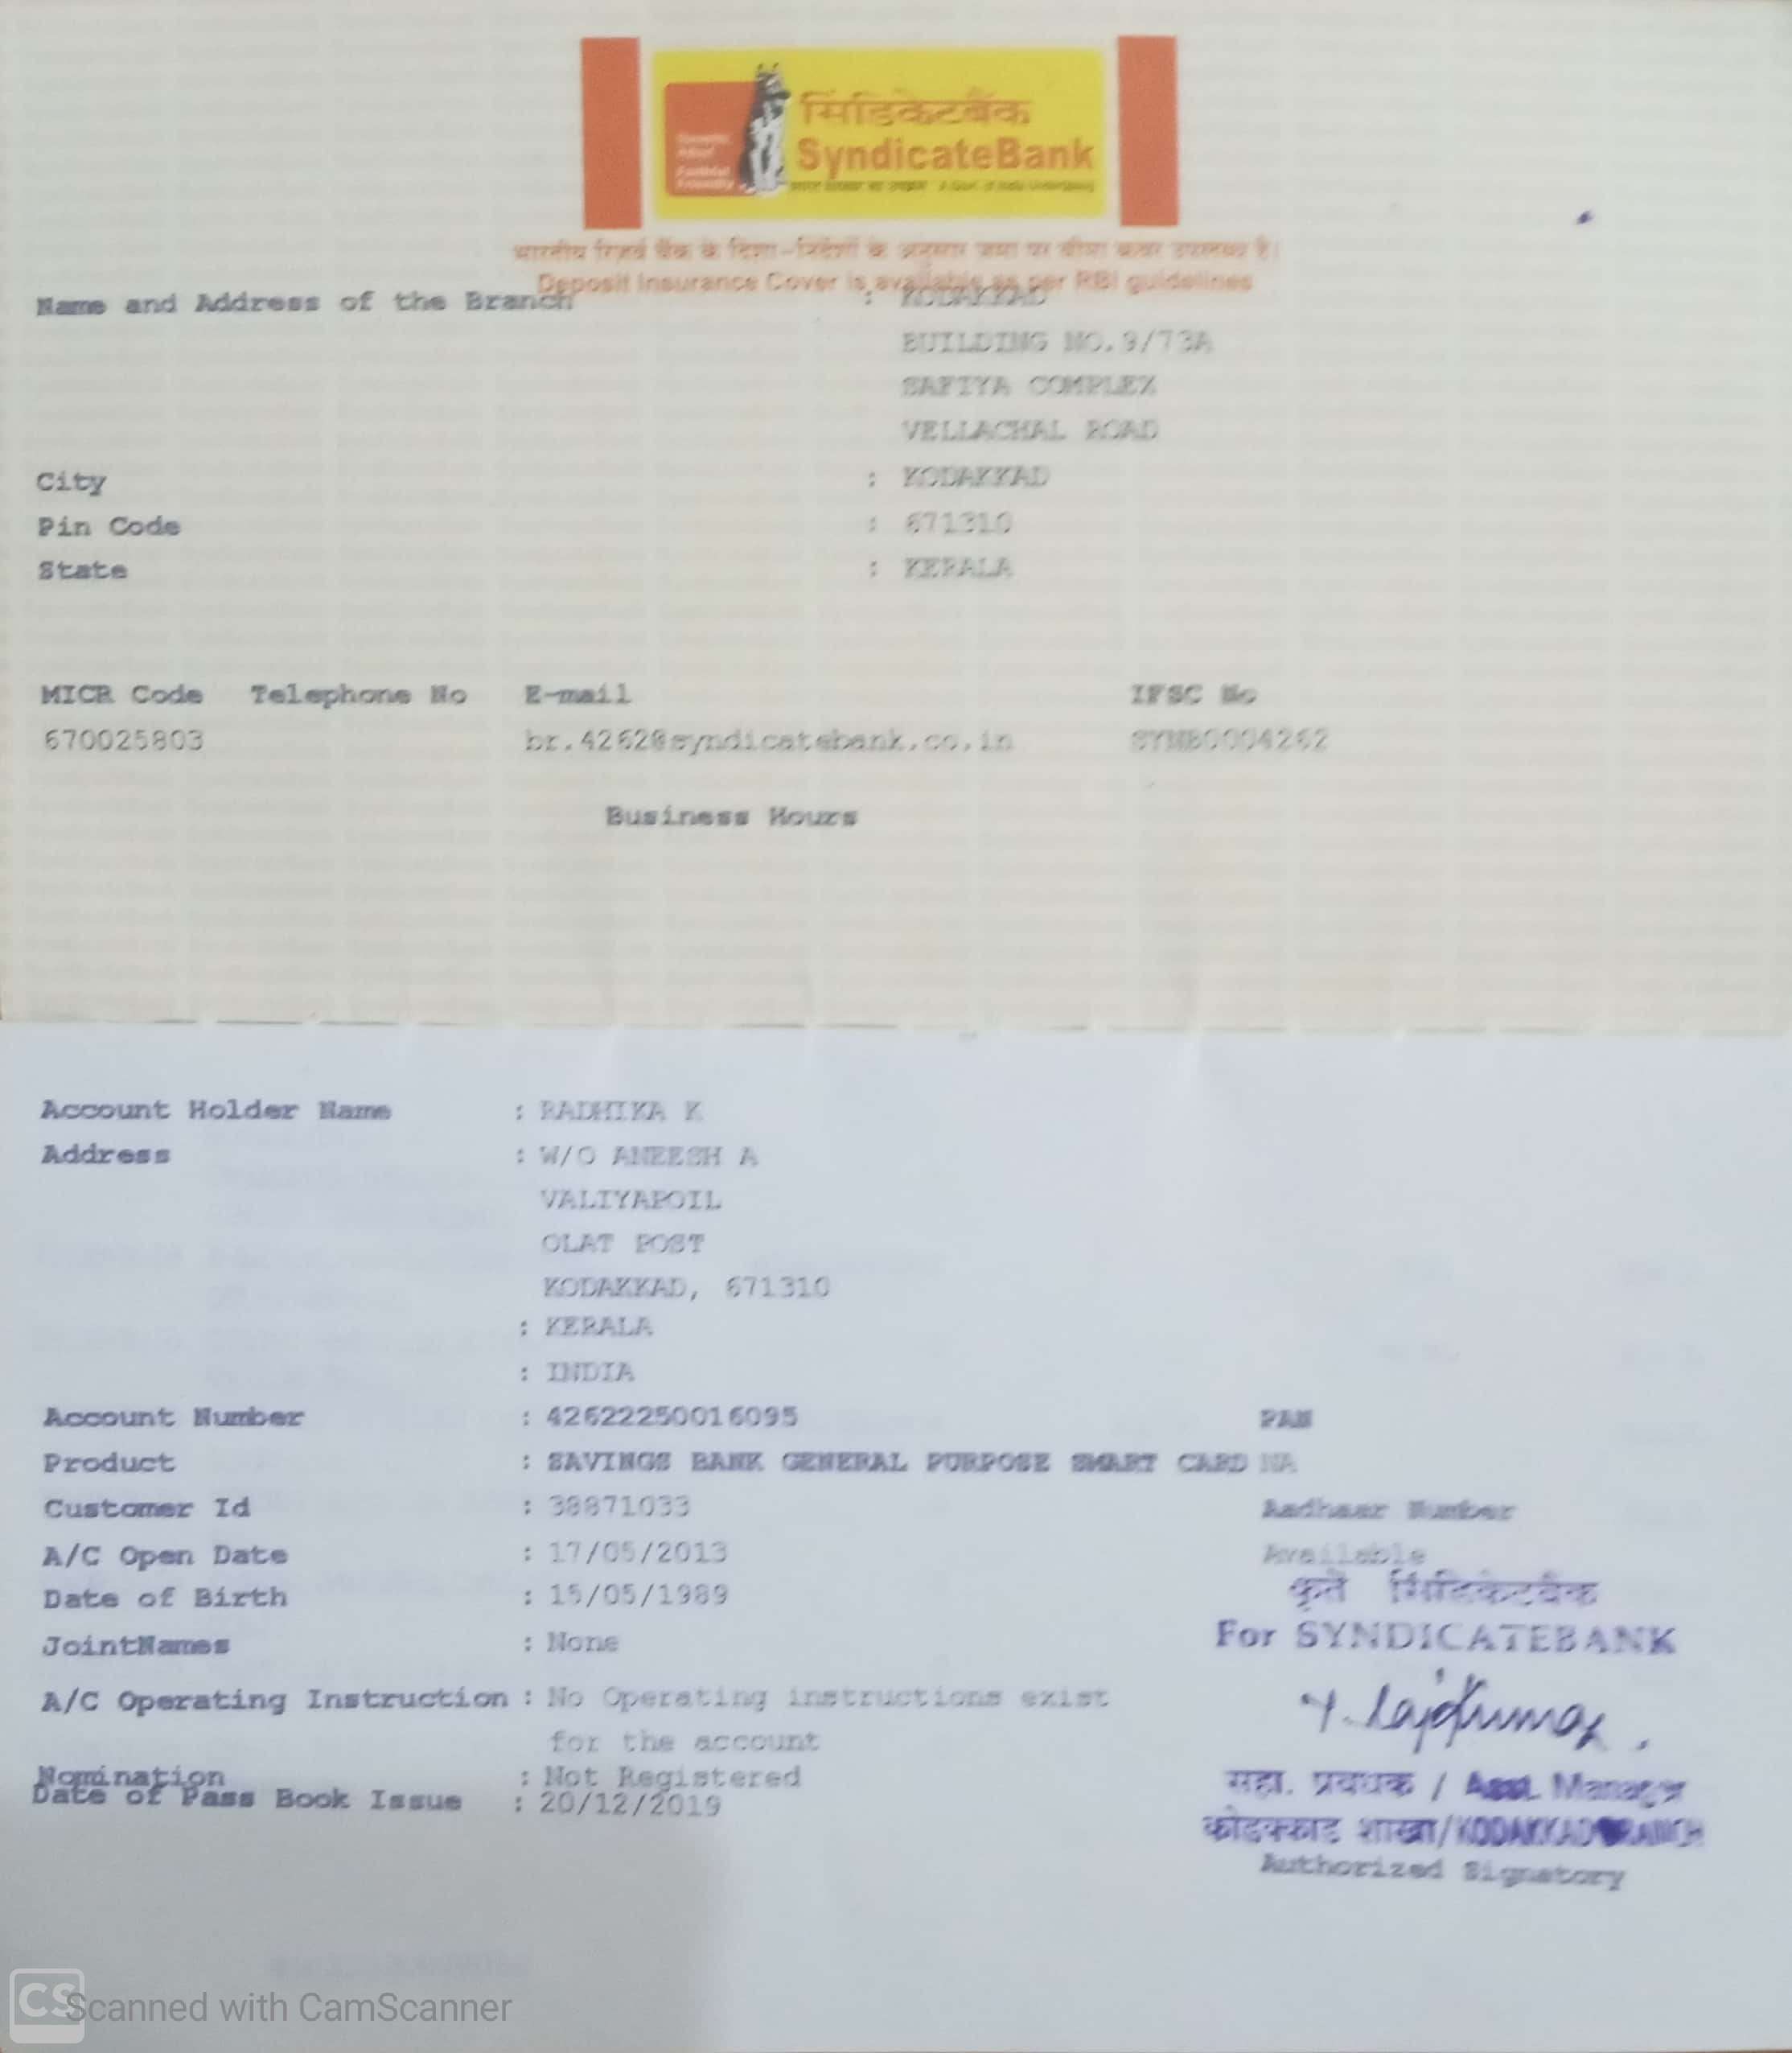 सिंडिकेटबैंक
SyndicateBank
भारतीय रिज़र्व बैंक के दिशा-निर्देशों के अनुसार जमा पर बीमा कवर उपलब्ध है।
Deposit Insurance Cover is available as per RBI guidelines
Name and Address of the Branch : KODAKKAD
BUILDING NO.9/73A
SAFIYA COMPLEX
VELLACHAL ROAD
City : KODAKKAD
Pin Code : 671310
State : KERALA
MICR Code Telephone No E-mail IFSC No
670025803 br.4262@syndicatebank.co.in SYNB0004262
Business Hours
Account Holder Name : RADHIKA K
Address : W/O ANEESH A
VALIYAPOIL
OLAT POST
KODAKKAD, 671310
: KERALA
: INDIA
Account Number : 42622250016095 PAN
Product : SAVINGS BANK GENERAL PURPOSE SMART CARD NA
Customer Id : 38871033 Aadhaar Number
A/C Open Date : 17/05/2013 Available
Date of Birth : 15/05/1989 कृते सिंडिकेटबैंक
JointNames : None For SYNDICATEBANK
A/C Operating Instruction : No Operating instructions exist
for the account
Nomination : Not Registered सहा. प्रबंधक / Asst. Manager
Date of Pass Book Issue : 20/12/2019
कोडक्काड शाखा/KODAKKAD BRANCH
Authorized Signatory
CS Scanned with CamScanner